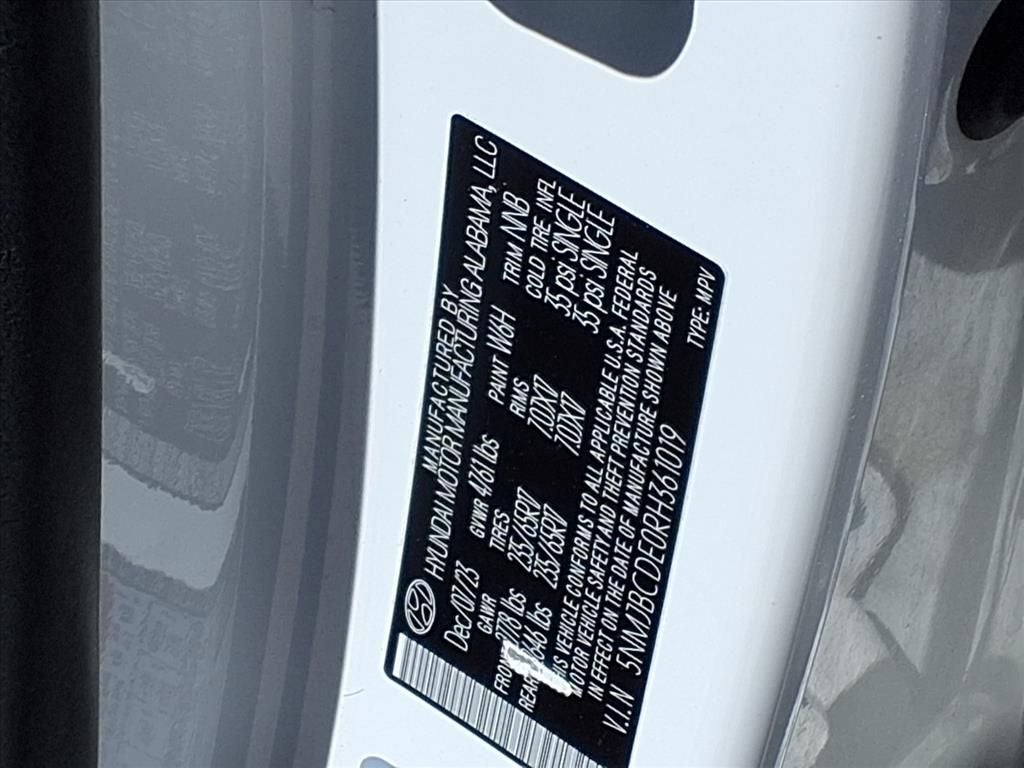 MANUFACTURED BY
HYUNDAI MOTOR MANUFACTURING ALABAMA, LLC
Dec/07/23 GVWR 4761 lbs PAINT W6H TRIM NNB
GAWR TIRES RIMS COLD TIRE INFL
FRONT 2778 lbs 235/65R17 7.0JX17 35 psi, SINGLE
REAR 646 lbs 235/65R17 7.0JX17 35 psi, SINGLE
THIS VEHICLE CONFORMS TO ALL APPLICABLE U.S.A. FEDERAL
MOTOR VEHICLE SAFETY AND THEFT PREVENTION STANDARDS
IN EFFECT ON THE DATE OF MANUFACTURE SHOWN ABOVE
V.I.N 5NMJBCDE0RH361019 TYPE: MPV